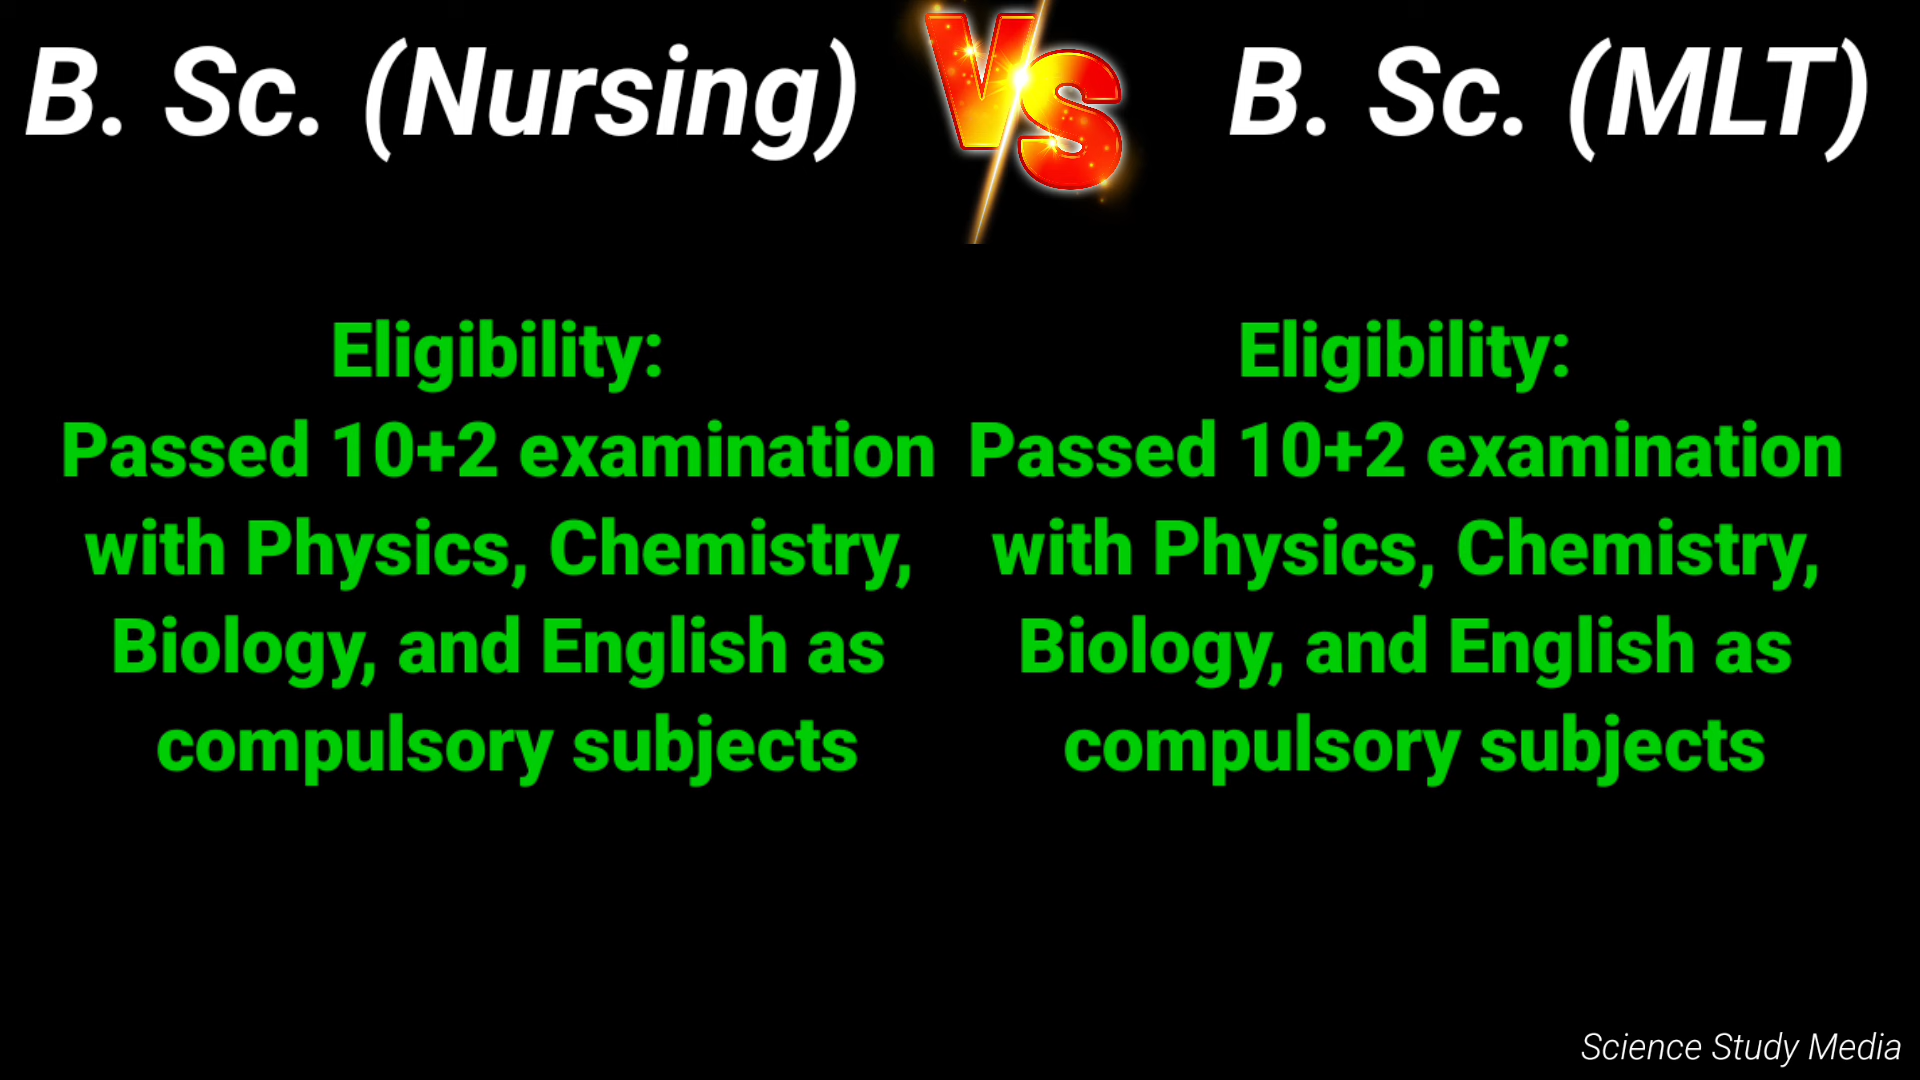 B. Sc. (Nursing) VS B. Sc. (MLT)
Eligibility:
Passed 10+2 examination
with Physics, Chemistry,
Biology, and English as
compulsory subjects
Eligibility:
Passed 10+2 examination
with Physics, Chemistry,
Biology, and English as
compulsory subjects
Science Study Media